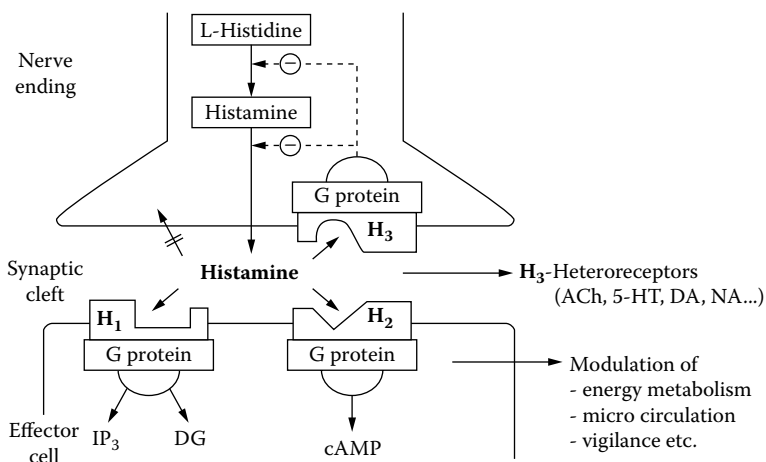 L-Histidine
Nerve
ending
−
Histamine
−
G protein
H₃
Synaptic
cleft
Histamine
H₃-Heteroreceptors
(ACh, 5-HT, DA, NA...)
H₁
H₂
G protein
G protein
Modulation of
- energy metabolism
- micro circulation
- vigilance etc.
Effector
cell
IP₃
DG
cAMP